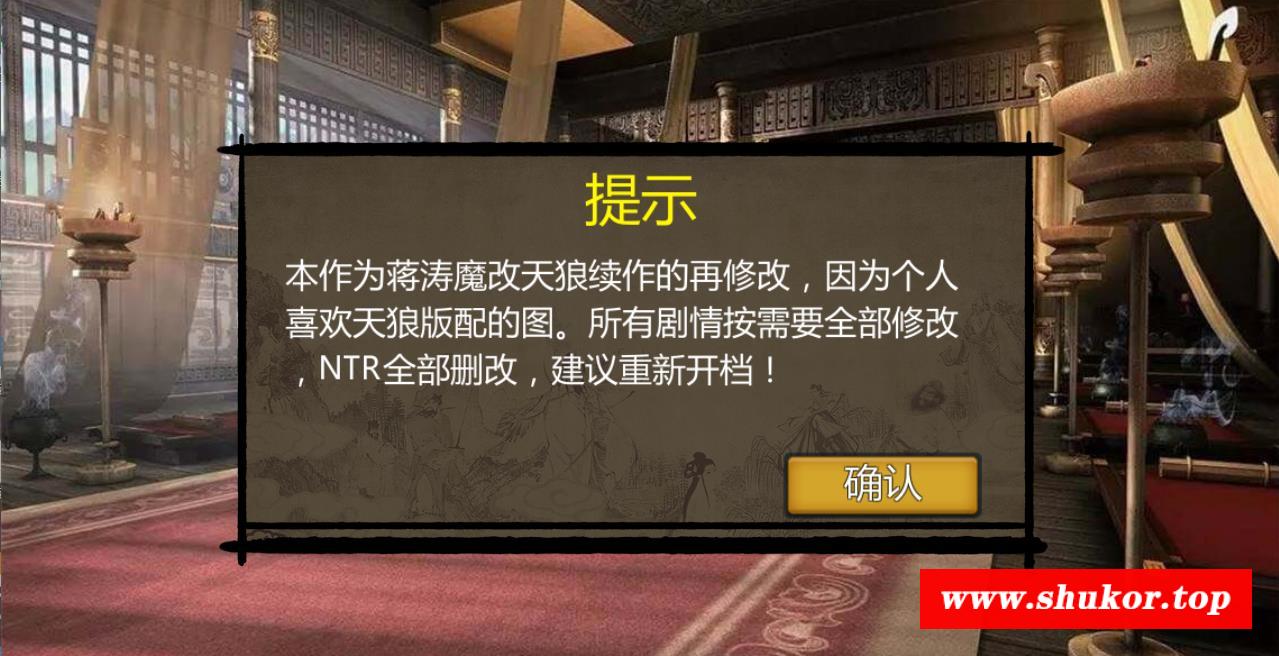 提示
本作为蒋涛魔改天狼续作的再修改，因为个人
喜欢天狼版配的图。所有剧情按需要全部修改
，NTR全部删改，建议重新开档！
确认
www.shukor.top